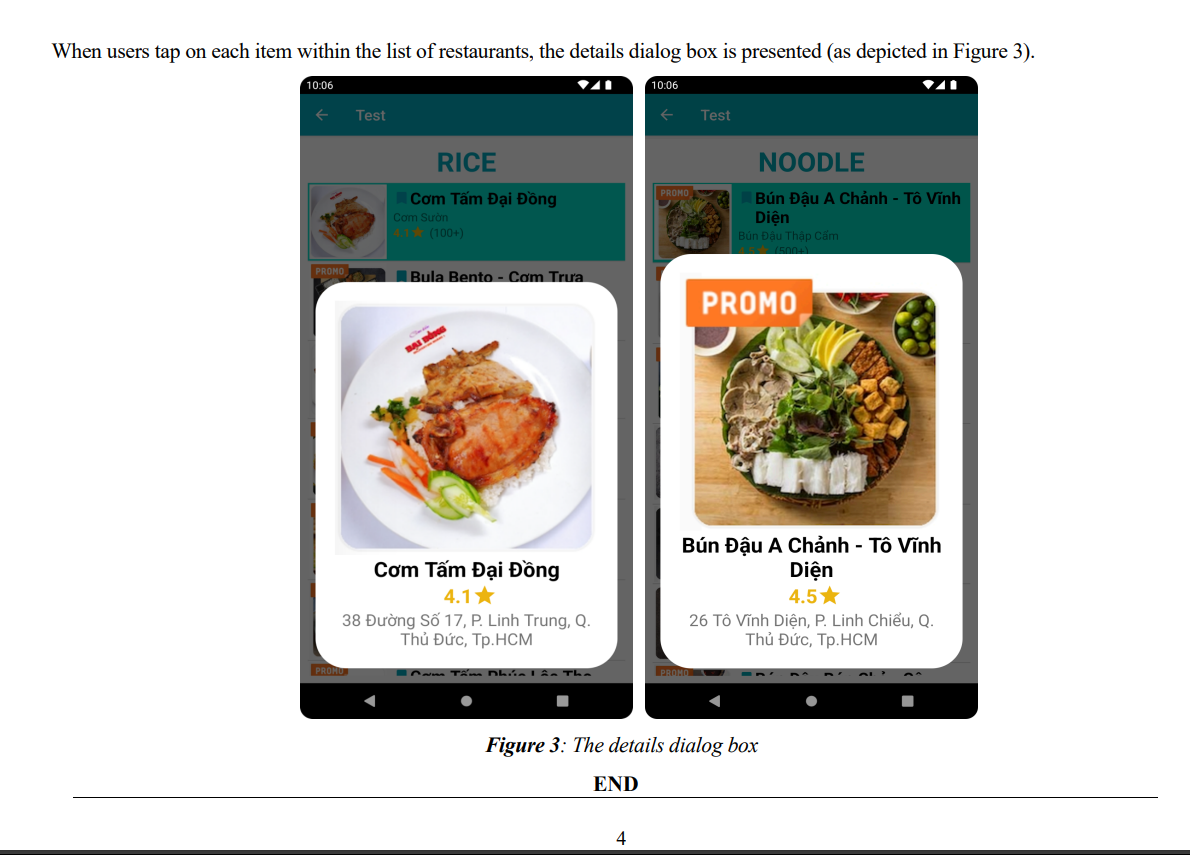 When users tap on each item within the list of restaurants, the details dialog box is presented (as depicted in Figure 3).
10:06
Test
RICE
Cơm Tấm Đại Đồng
Cơm Sườn
4.1 (100+)
PROMO
Bula Bento - Cơm Trưa
ĐẠI ĐỒNG
Cơm Tấm Đại Đồng
4.1
38 Đường Số 17, P. Linh Trung, Q.
Thủ Đức, Tp.HCM
PROMO
Cơm Tấm Phúc Lộc Thọ
10:06
Test
NOODLE
PROMO
Bún Đậu A Chảnh - Tô Vĩnh
Diện
Bún Đậu Thập Cẩm
4.5 (500+)
PROMO
Bún Đậu A Chảnh - Tô Vĩnh
Diện
4.5
26 Tô Vĩnh Diện, P. Linh Chiểu, Q.
Thủ Đức, Tp.HCM
PROMO
Figure 3: The details dialog box
END
4